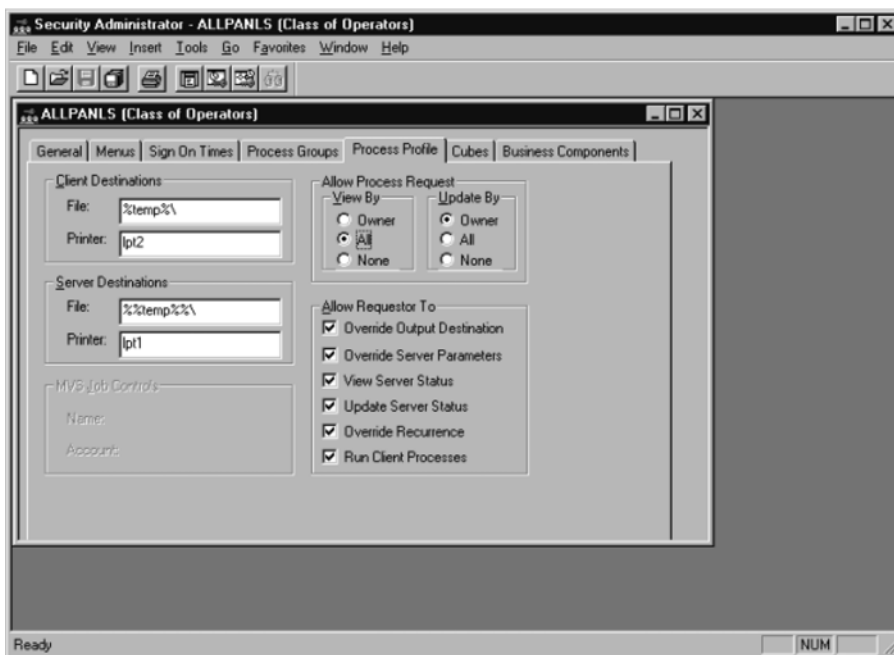 Security Administrator - ALLPANLS (Class of Operators)
File Edit View Insert Tools Go Favorites Window Help
ALLPANLS (Class of Operators)
General Menus Sign On Times Process Groups Process Profile Cubes Business Components
Client Destinations
File: %temp%\
Printer: lpt2
Server Destinations
File: %%temp%%\
Printer: lpt1
MVS Job Controls
Name:
Account:
Allow Process Request
View By
Owner
All
None
Update By
Owner
All
None
Allow Requestor To
Override Output Destination
Override Server Parameters
View Server Status
Update Server Status
Override Recurrence
Run Client Processes
Ready NUM